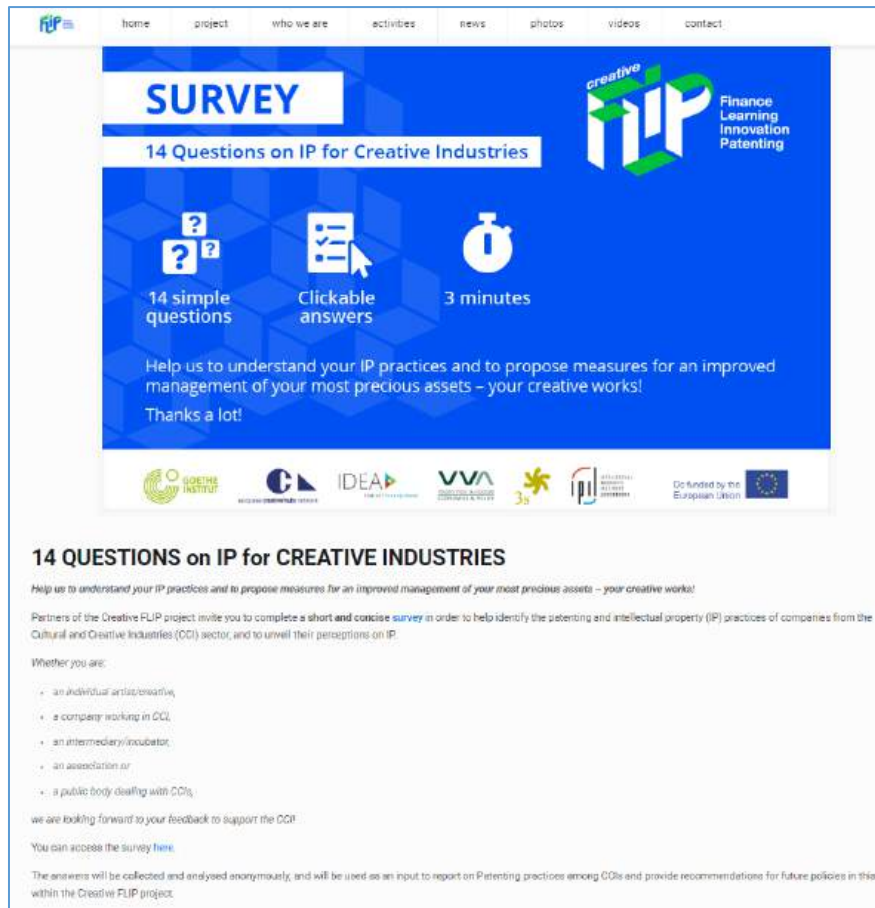 FLIP
home project who we are activities news photos videos contact
SURVEY
14 Questions on IP for Creative Industries
creative
FLIP
Finance
Learning
Innovation
Patenting
? ? ?
14 simple
questions
Clickable
answers
3 minutes
Help us to understand your IP practices and to propose measures for an improved
management of your most precious assets – your creative works!
Thanks a lot!
GOETHE
INSTITUT
IDEA
VVA
3s
ipil
Co funded by the
European Union
14 QUESTIONS on IP for CREATIVE INDUSTRIES
Help us to understand your IP practices and to propose measures for an improved management of your most precious assets – your creative works!
Partners of the Creative FLIP project invite you to complete a short and concise survey in order to help identify the patenting and intellectual property (IP) practices of companies from the
Cultural and Creative Industries (CCI) sector, and to unveil their perceptions on IP.
Whether you are:
• an individual artist/creative,
• a company working in CCI,
• an intermediary/incubator,
• an association or
• a public body dealing with CCIs,
we are looking forward to your feedback to support the CCI!
You can access the survey here.
The answers will be collected and analysed anonymously, and will be used as an input to report on Patenting practices among CCIs and provide recommendations for future policies in this
within the Creative FLIP project.